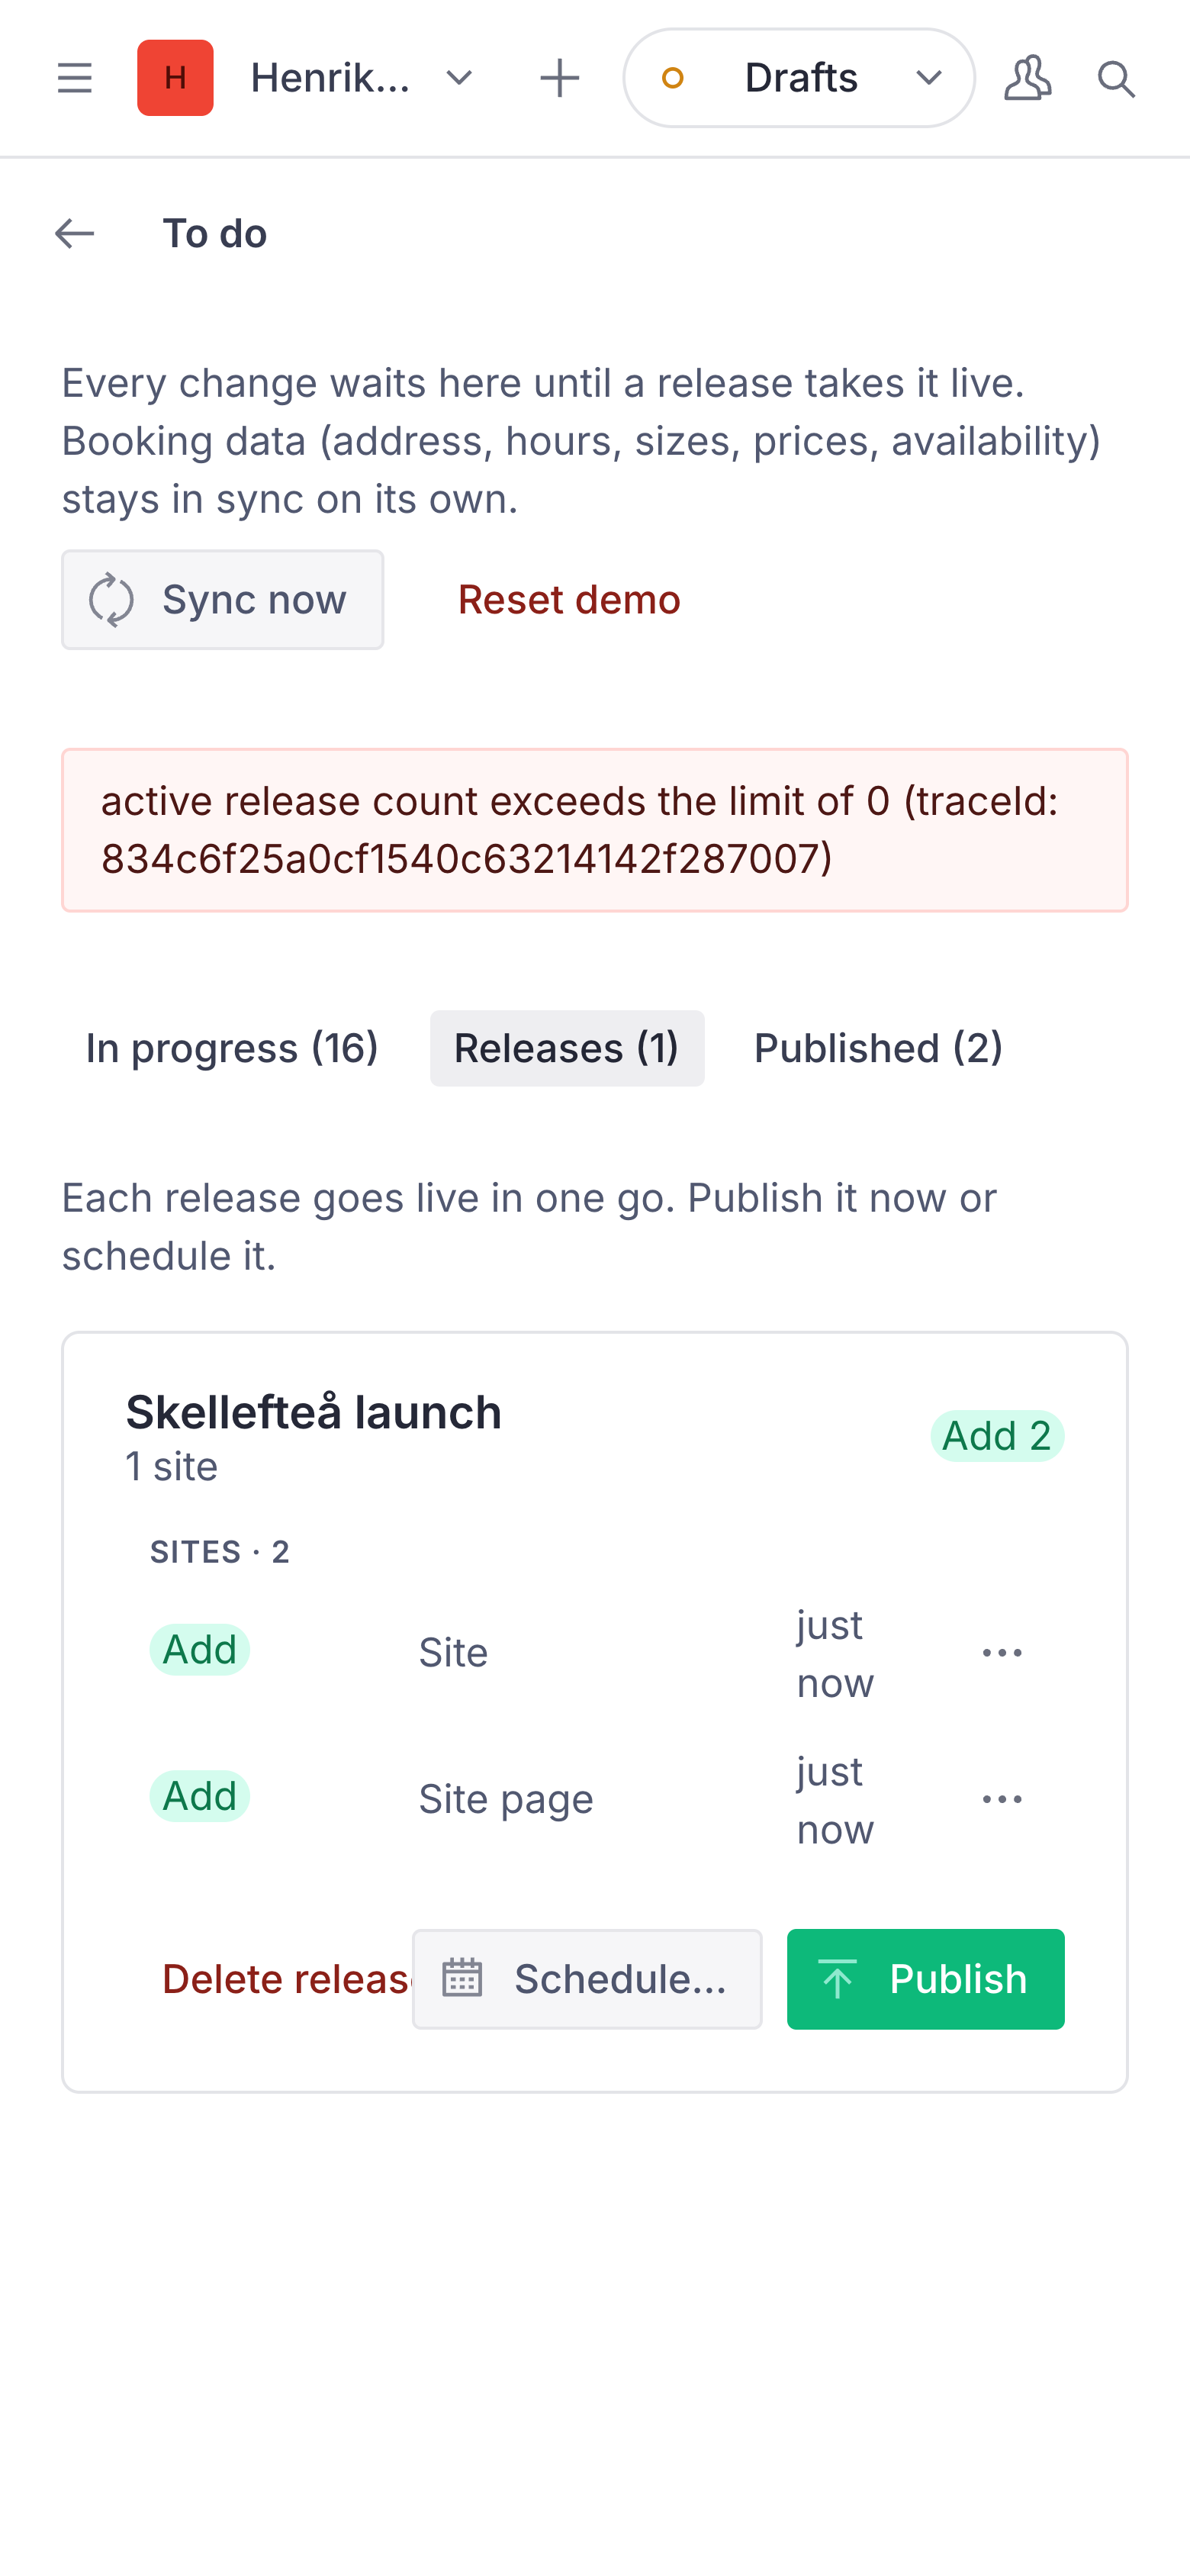 H Henrik... Drafts
To do
Every change waits here until a release takes it live.
Booking data (address, hours, sizes, prices, availability)
stays in sync on its own.
Sync now Reset demo
active release count exceeds the limit of 0 (traceId:
834c6f25a0cf1540c63214142f287007)
In progress (16) Releases (1) Published (2)
Each release goes live in one go. Publish it now or
schedule it.
Skellefteå launch
1 site
Add 2
SITES · 2
Add Site just
now
Add Site page just
now
Delete releas Schedule... Publish